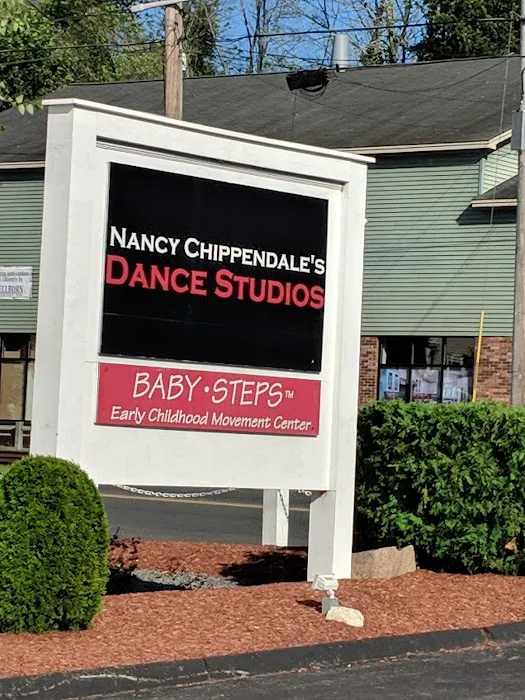 NANCY CHIPPENDALE'S
DANCE STUDIOS
BABY·STEPS™
Early Childhood Movement Center